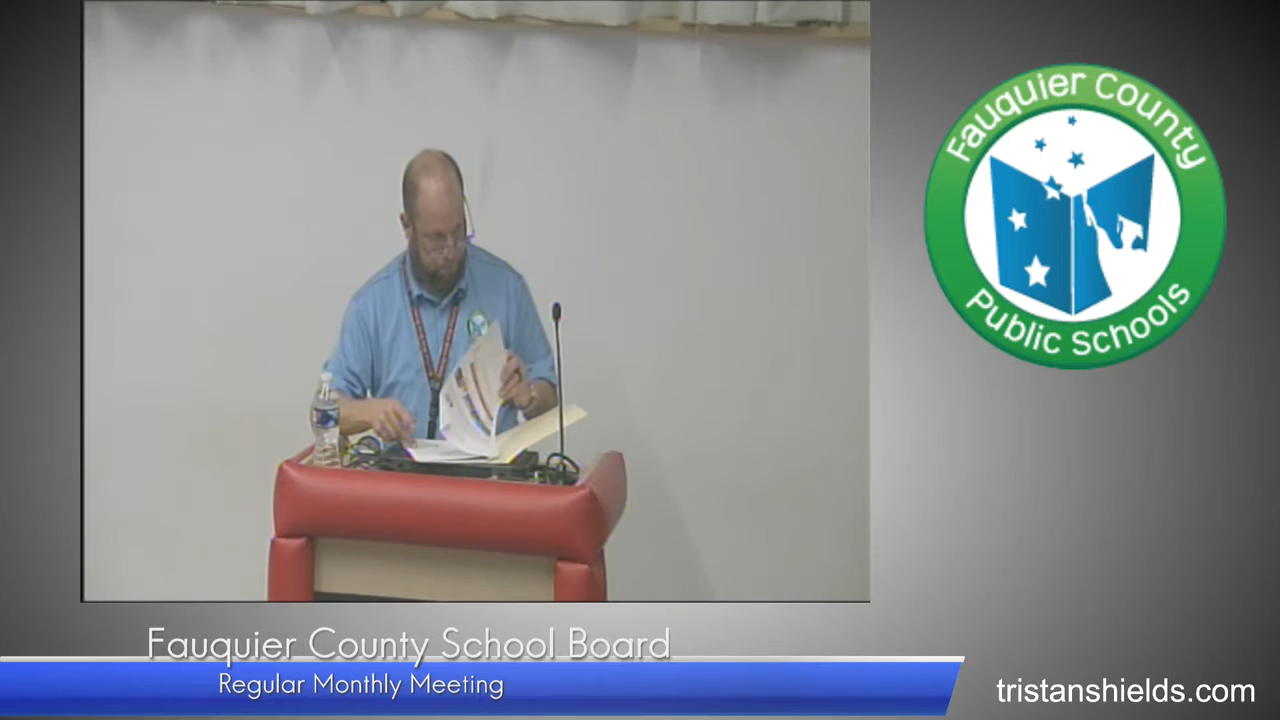 Fauquier County
Public Schools
Fauquier County School Board
Regular Monthly Meeting
tristanshields.com